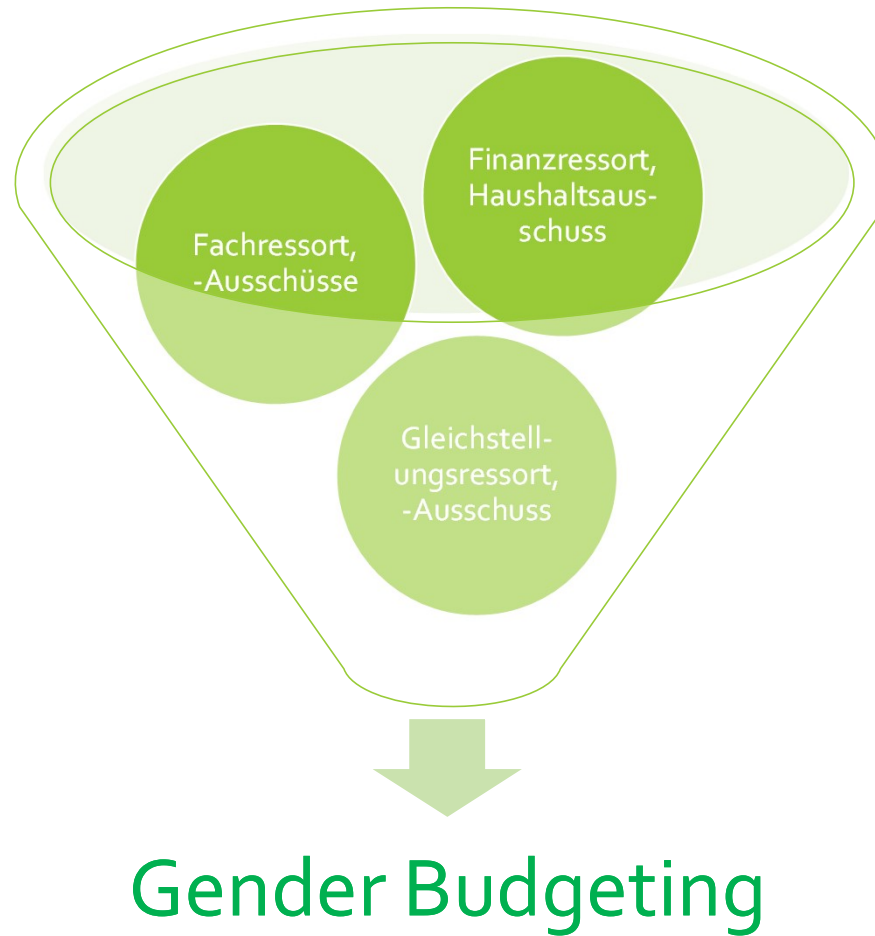 Finanzressort,
Haushaltsaus-
schuss
Fachressort,
-Ausschüsse
Gleichstell-
ungsressort,
-Ausschuss
Gender Budgeting